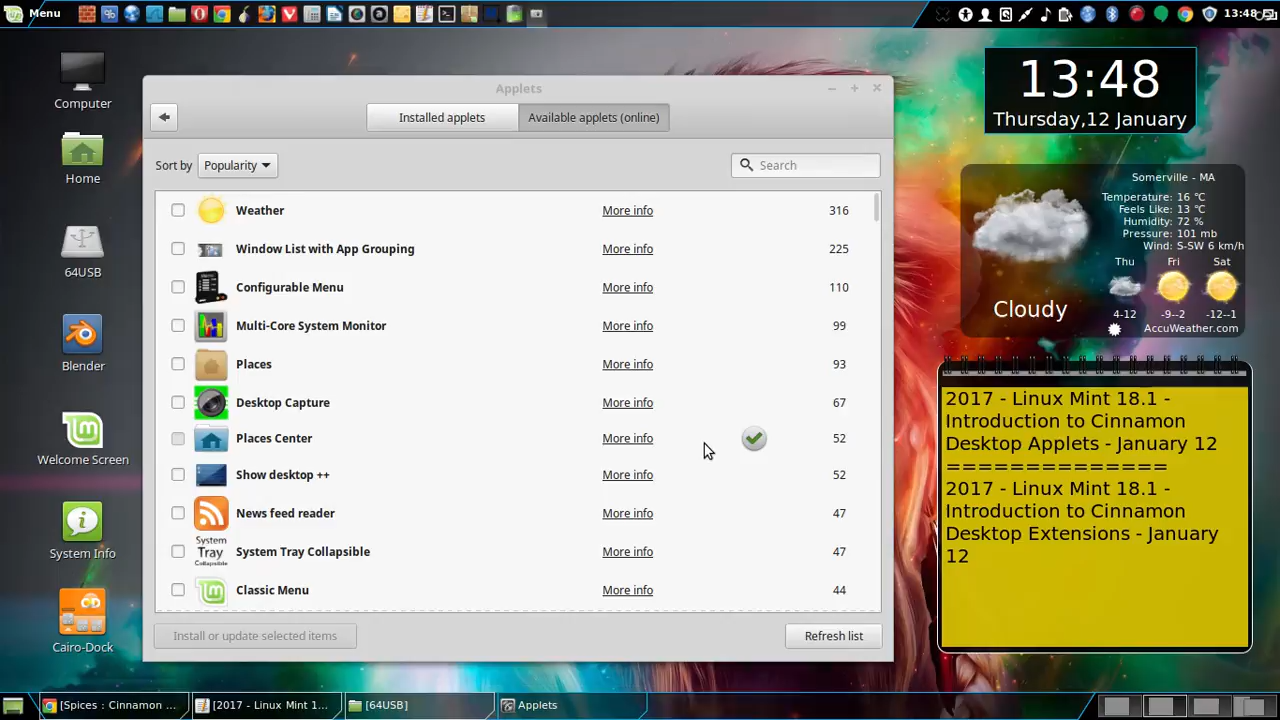 Menu
13:48
Computer
Home
64USB
Blender
Welcome Screen
System Info
CD
Cairo-Dock
Applets
Installed applets
Available applets (online)
Sort by Popularity
Search
Weather More info 316
Window List with App Grouping More info 225
Configurable Menu More info 110
Multi-Core System Monitor More info 99
Places More info 93
Desktop Capture More info 67
Places Center More info 52
Show desktop ++ More info 52
News feed reader More info 47
System Tray Collapsible
System Tray Collapsible More info 47
Classic Menu More info 44
Install or update selected items
Refresh list
13:48
Thursday,12 January
Somerville - MA
Temperature: 16 ℃
Feels Like: 13 ℃
Humidity: 72 %
Pressure: 101 mb
Wind: S-SW 6 km/h
Thu Fri Sat
Cloudy
4-12 -9--2 -12--1
AccuWeather.com
2017 - Linux Mint 18.1 -
Introduction to Cinnamon
Desktop Applets - January 12
==============
2017 - Linux Mint 18.1 -
Introduction to Cinnamon
Desktop Extensions - January
12
[Spices : Cinnamon ...
[2017 - Linux Mint 1...
[64USB]
Applets